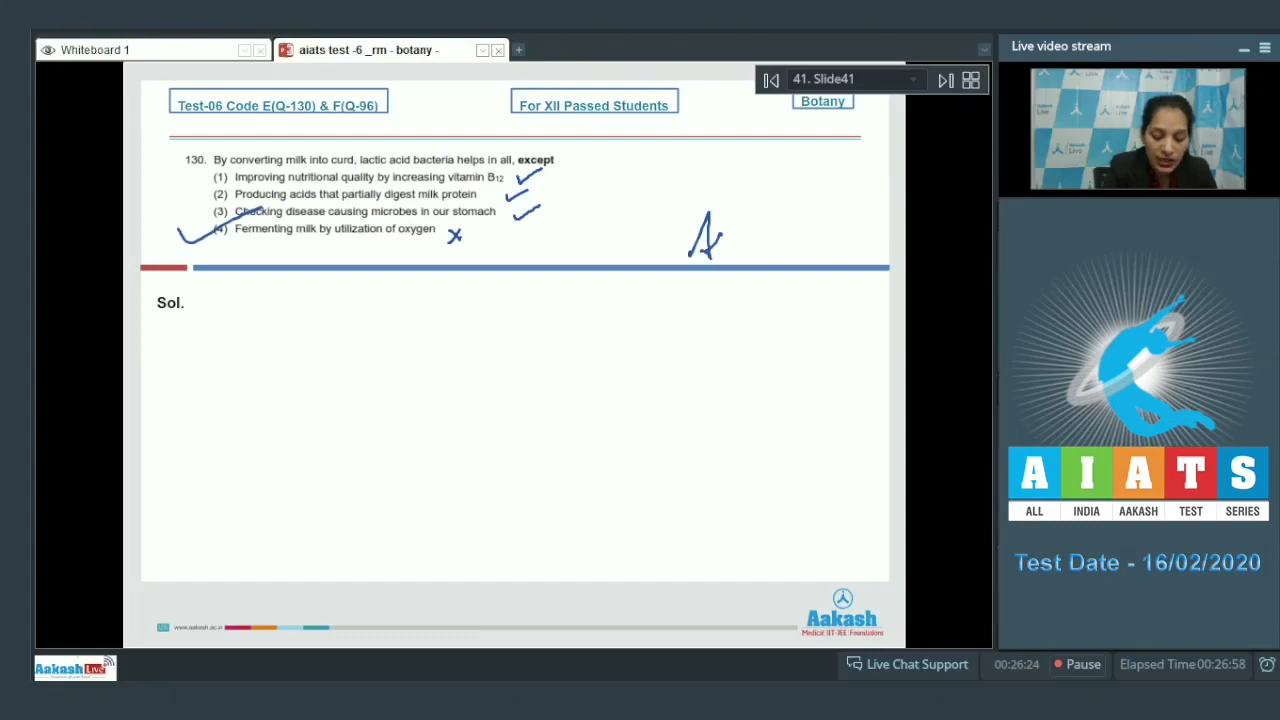 Whiteboard 1
aiats test -6 _rm - botany -
Live video stream
41. Slide41
Test-06 Code E(Q-130) & F(Q-96)
For XII Passed Students
Botany
130. By converting milk into curd, lactic acid bacteria helps in all, except
(1) Improving nutritional quality by increasing vitamin B12
(2) Producing acids that partially digest milk protein
(3) Checking disease causing microbes in our stomach
(4) Fermenting milk by utilization of oxygen
Sol.
A I A T S
ALL INDIA AAKASH TEST SERIES
Test Date - 16/02/2020
www.aakash.ac.in
Aakash
Medical | IIT-JEE | Foundations
Aakash Live
Live Chat Support
00:26:24
Pause
Elapsed Time 00:26:58